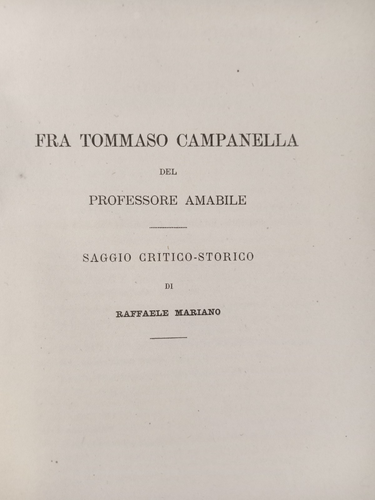 FRA TOMMASO CAMPANELLA
DEL
PROFESSORE AMABILE
SAGGIO CRITICO-STORICO
DI
RAFFAELE MARIANO